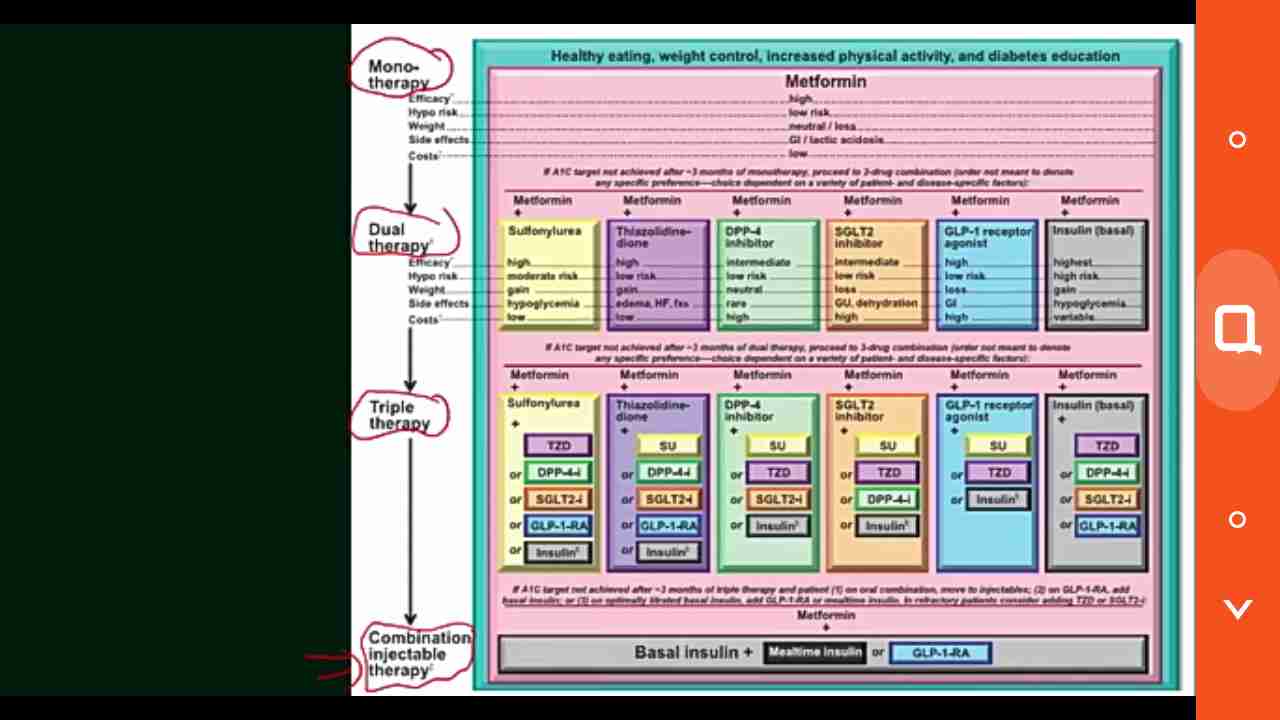 Healthy eating, weight control, increased physical activity, and diabetes education
Mono-
therapy
Metformin
Efficacy* high
Hypo risk low risk
Weight neutral / loss
Side effects GI / lactic acidosis
Costs* low
If A1C target not achieved after ~3 months of monotherapy, proceed to 2-drug combination (order not meant to denote
any specific preference—choice dependent on a variety of patient- and disease-specific factors):
Metformin Metformin Metformin Metformin Metformin Metformin
+ + + + + +
Dual
therapy†
Sulfonylurea
Thiazolidine-
dione
DPP-4
inhibitor
SGLT2
inhibitor
GLP-1 receptor
agonist
Insulin (basal)
Efficacy* high high intermediate intermediate high highest
Hypo risk moderate risk low risk low risk low risk low risk high risk
Weight gain gain neutral loss loss gain
Side effects hypoglycemia edema, HF, fxs rare GU, dehydration GI hypoglycemia
Costs* low low high high high variable
If A1C target not achieved after ~3 months of dual therapy, proceed to 3-drug combination (order not meant to denote
any specific preference—choice dependent on a variety of patient- and disease-specific factors):
Metformin Metformin Metformin Metformin Metformin Metformin
+ + + + + +
Triple
therapy
Sulfonylurea
+
TZD
or DPP-4-i
or SGLT2-i
or GLP-1-RA
or Insulin§
Thiazolidine-
dione
+
SU
or DPP-4-i
or SGLT2-i
or GLP-1-RA
or Insulin§
DPP-4
inhibitor
+
SU
or TZD
or SGLT2-i
or Insulin§
SGLT2
inhibitor
+
SU
or TZD
or DPP-4-i
or Insulin§
GLP-1 receptor
agonist
+
SU
or TZD
or Insulin§
Insulin (basal)
+
TZD
or DPP-4-i
or SGLT2-i
or GLP-1-RA
If A1C target not achieved after ~3 months of triple therapy and patient (1) on oral combination, move to injectables; (2) on GLP-1-RA, add
basal insulin; or (3) on optimally titrated basal insulin, add GLP-1-RA or mealtime insulin. In refractory patients consider adding TZD or SGLT2-i:
Metformin
+
Combination
injectable
therapy‡
Basal insulin + Mealtime Insulin or GLP-1-RA